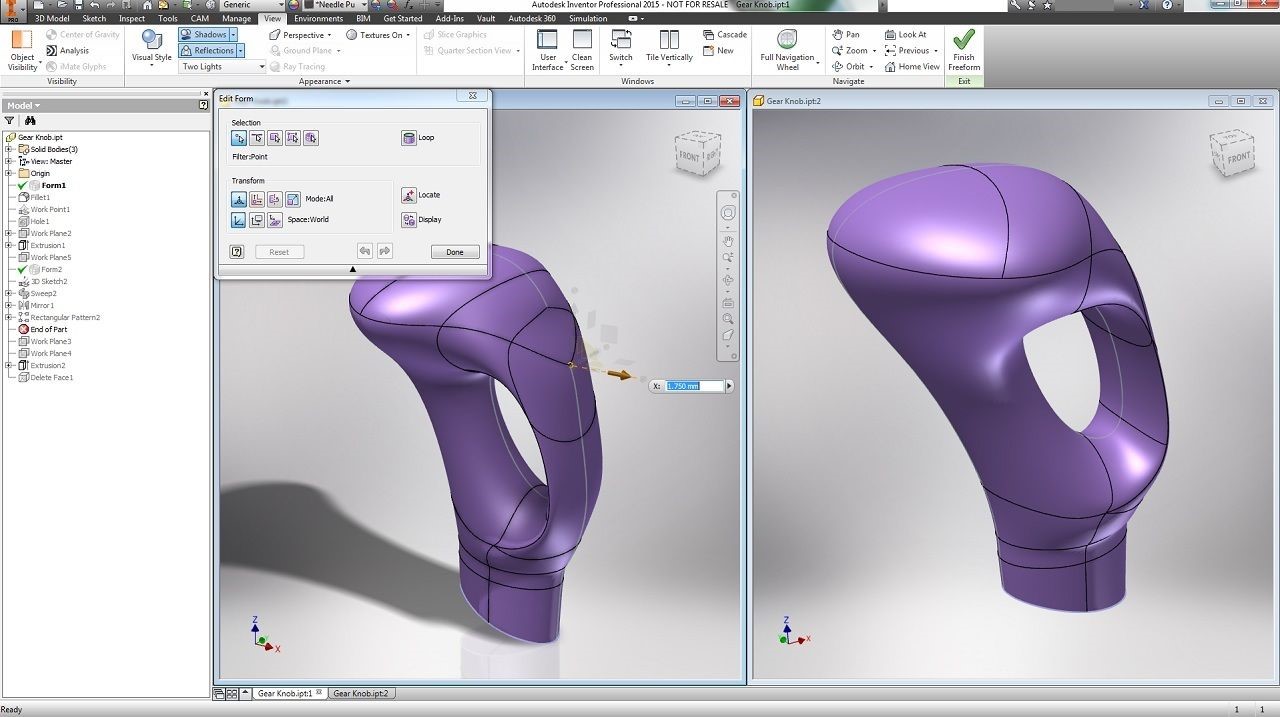 PRO
Generic
*Needle Pu
Autodesk Inventor Professional 2015 - NOT FOR RESALE Gear Knob.ipt:1
3D Model Sketch Inspect Tools CAM Manage View Environments BIM Get Started Add-Ins Vault Autodesk 360 Simulation
Object Visibility
Center of Gravity
Analysis
iMate Glyphs
Visibility
Visual Style
Shadows
Reflections
Two Lights
Perspective
Ground Plane
Ray Tracing
Textures On
Slice Graphics
Quarter Section View
Appearance
User Interface
Clean Screen
Switch
Tile Vertically
Cascade
New
Windows
Full Navigation Wheel
Pan
Zoom
Orbit
Look At
Previous
Home View
Navigate
Finish Freeform
Exit
Model
Gear Knob.ipt
Solid Bodies(3)
View: Master
Origin
Form1
Fillet1
Work Point1
Hole1
Work Plane2
Extrusion1
Work Plane5
Form2
3D Sketch2
Sweep2
Mirror1
Rectangular Pattern2
End of Part
Work Plane3
Work Plane4
Extrusion2
Delete Face1
Edit Form
Selection
Loop
Filter:Point
Transform
Mode:All
Space:World
Locate
Display
Reset
Done
FRONT
X: 1.750 mm
Z
X
Gear Knob.ipt:2
FRONT
Z
X
Gear Knob.ipt:1 Gear Knob.ipt:2
Ready
1 1